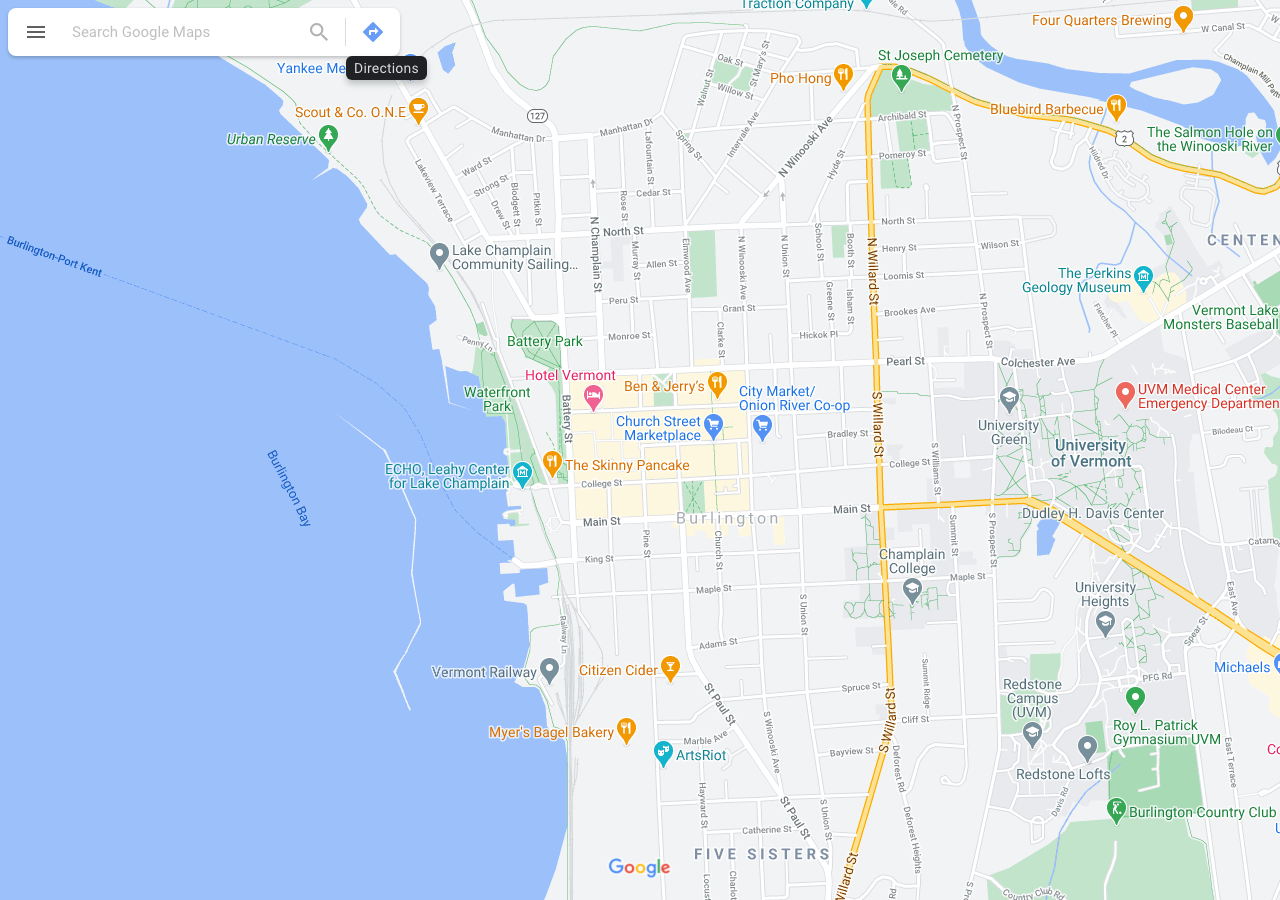 Search Google Maps
Directions
Traction Company
Four Quarters Brewing
W Canal St
Champlain Mill Park
Yankee Me
St Joseph Cemetery
Oak St
St Mary's St
Walnut St
Willow St
Pho Hong
Scout & Co. O.N.E
127
Bluebird Barbecue
2
Urban Reserve
Manhattan Dr
Manhattan Dr
Archibald St
N Prospect St
The Salmon Hole on
the Winooski River
Spring St
Intervale Ave
N Winooski Ave
Lafountain St
Hyde St
Pomeroy St
Hildred Dr
Ward St
Lakeview Terrace
Strong St
Drew St
Blodgett St
Pitkin St
Rose St
Cedar St
N Champlain St
North St
North St
Burlington-Port Kent
Lake Champlain
Community Sailing...
Murray St
Allen St
Elmwood Ave
N Winooski Ave
N Union St
School St
Booth St
N Willard St
Henry St
Wilson St
CENTEN
Loomis St
The Perkins
Geology Museum
Peru St
Grant St
Greene St
Isham St
Brookes Ave
N Prospect St
Fletcher Pl
Vermont Lake
Monsters Baseball
Penny Ln
Battery Park
Monroe St
Clarke St
Hickok Pl
Pearl St
Colchester Ave
Hotel Vermont
Ben & Jerry's
Waterfront
Park
City Market/
Onion River Co-op
UVM Medical Center
Emergency Department
Battery St
Church Street
Marketplace
S Willard St
Bradley St
University
Green
Bilodeau Ct
University
of Vermont
S Williams St
The Skinny Pancake
ECHO, Leahy Center
for Lake Champlain
College St
College St
Burlington Bay
Main St
Burlington
Main St
Dudley H. Davis Center
Pine St
Church St
Summit St
S Prospect St
King St
Champlain
College
Maple St
Maple St
University
Heights
East Ave
S Union St
Railway Ln
Adams St
Spear St
Vermont Railway
Citizen Cider
Summit Ridge
PFG Rd
Michaels
Spruce St
Redstone
Campus
(UVM)
St Paul St
S Winooski Ave
S Willard St
Cliff St
Roy L. Patrick
Gymnasium UVM
Myer's Bagel Bakery
Marble Ave
ArtsRiot
Bayview St
Deforest Rd
Redstone Lofts
East Terrace
Hayward St
St Paul St
S Union St
Davis Rd
Burlington Country Club
Deforest Heights
Catherine St
FIVE SISTERS
Google
Willard St
Country Club Rd